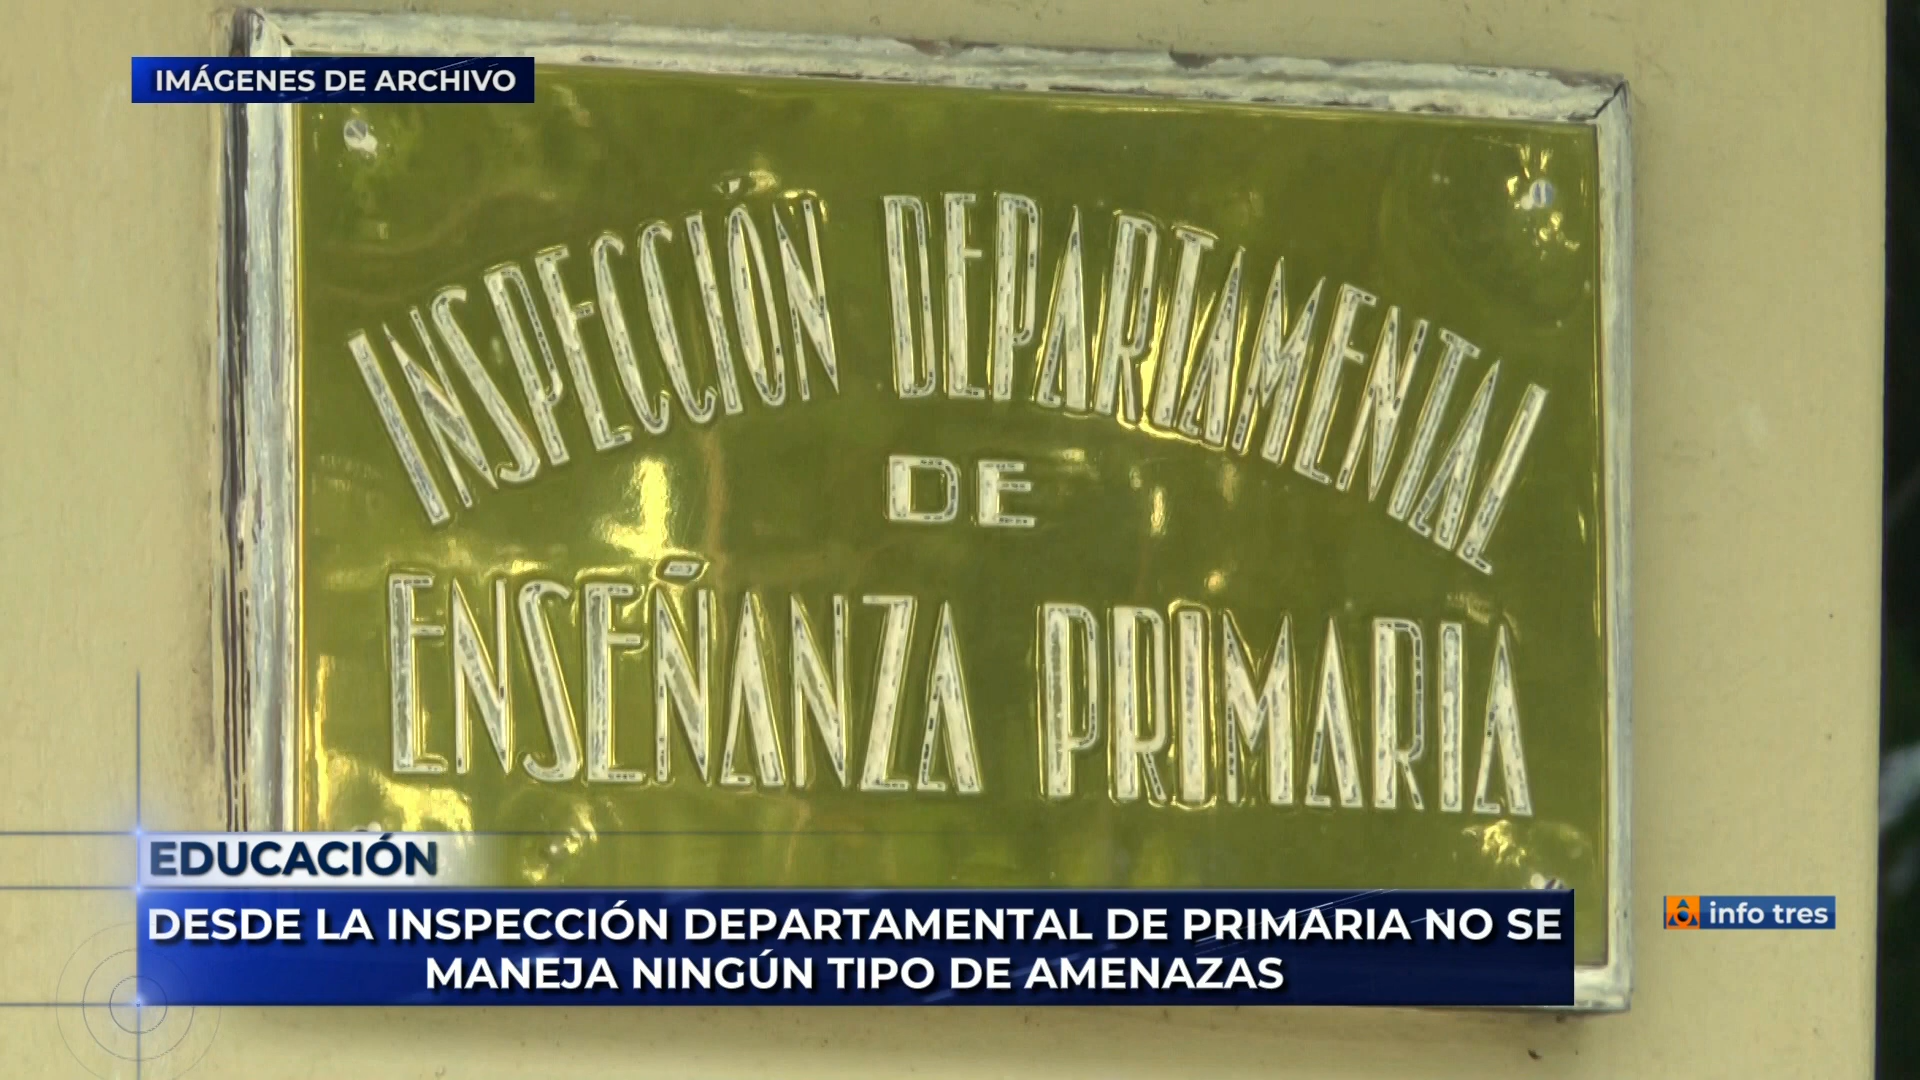 IMÁGENES DE ARCHIVO
INSPECCIÓN DEPARTAMENTAL
DE
ENSEÑANZA PRIMARIA
EDUCACIÓN
DESDE LA INSPECCIÓN DEPARTAMENTAL DE PRIMARIA NO SE
MANEJA NINGÚN TIPO DE AMENAZAS
info tres